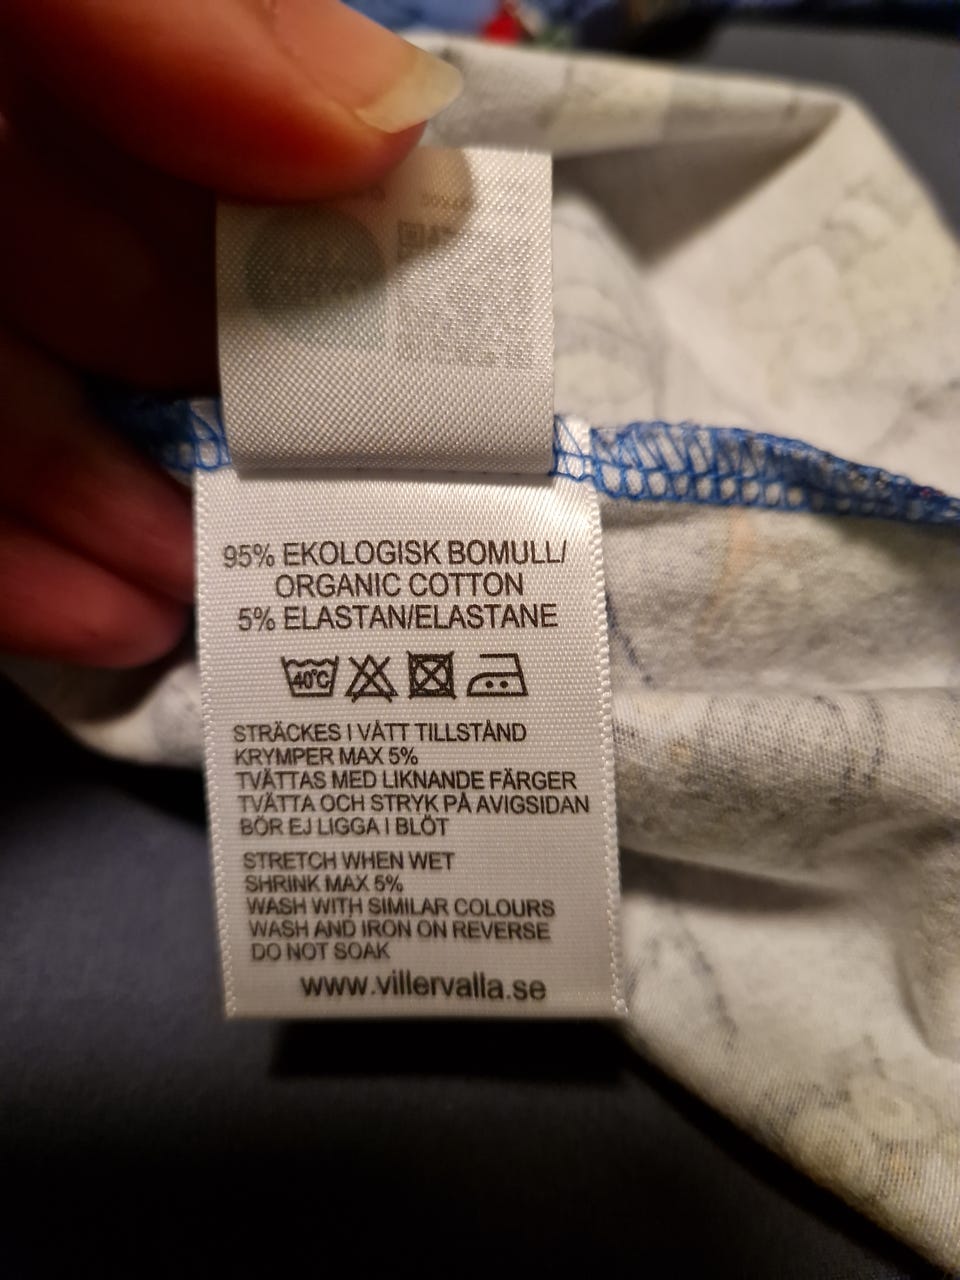 95% EKOLOGISK BOMULL/
ORGANIC COTTON
5% ELASTAN/ELASTANE
40°C
STRÄCKES I VÅTT TILLSTÅND
KRYMPER MAX 5%
TVÄTTAS MED LIKNANDE FÄRGER
TVÄTTA OCH STRYK PÅ AVIGSIDAN
BÖR EJ LIGGA I BLÖT
STRETCH WHEN WET
SHRINK MAX 5%
WASH WITH SIMILAR COLOURS
WASH AND IRON ON REVERSE
DO NOT SOAK
www.villervalla.se